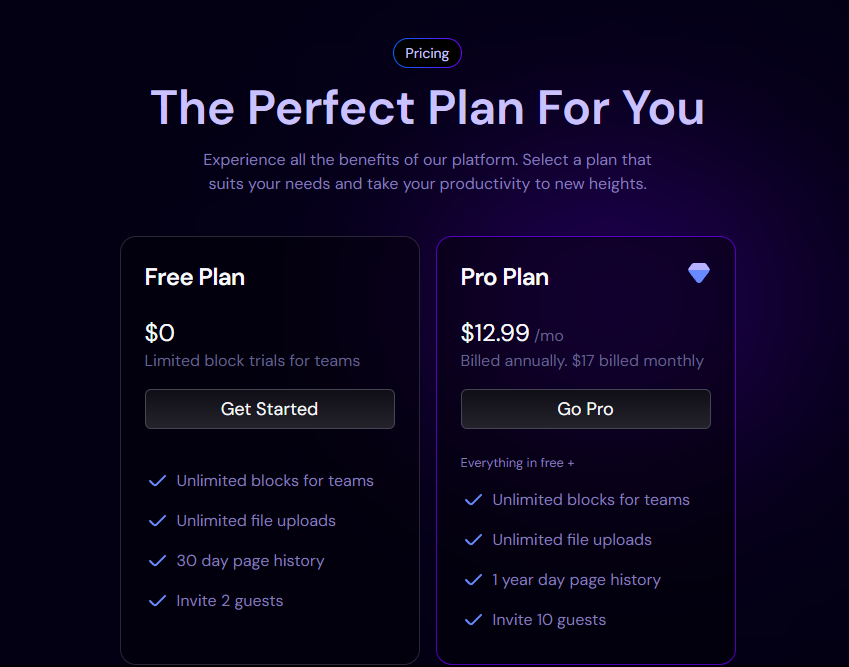 Pricing
The Perfect Plan For You
Experience all the benefits of our platform. Select a plan that
suits your needs and take your productivity to new heights.
Free Plan
$0
Limited block trials for teams
Get Started
Unlimited blocks for teams
Unlimited file uploads
30 day page history
Invite 2 guests
Pro Plan
$12.99 /mo
Billed annually. $17 billed monthly
Go Pro
Everything in free +
Unlimited blocks for teams
Unlimited file uploads
1 year day page history
Invite 10 guests